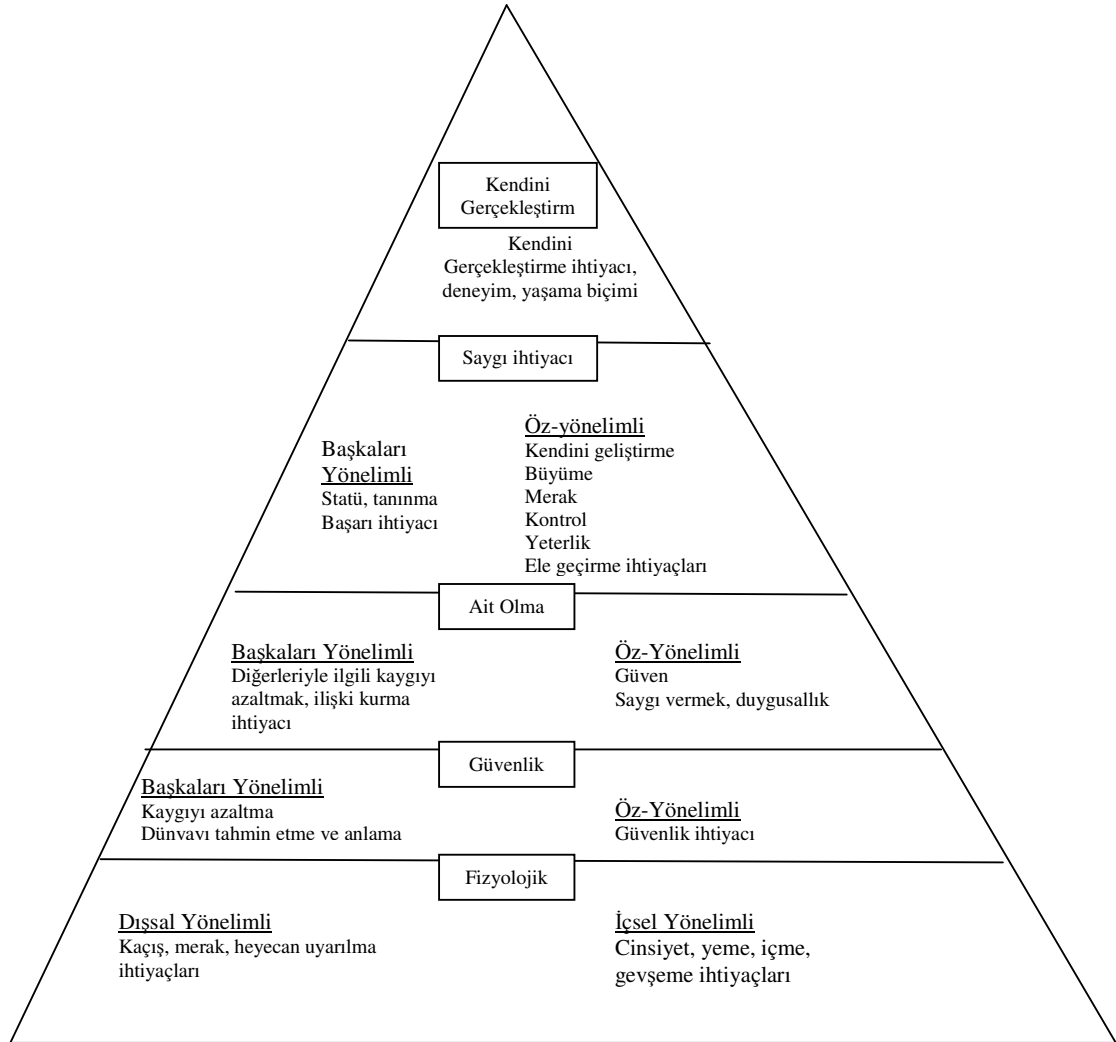 Kendini
Gerçekleştirm
Kendini
Gerçekleştirme ihtiyacı,
deneyim, yaşama biçimi
Saygı ihtiyacı
Başkaları
Yönelimli
Statü, tanınma
Başarı ihtiyacı
Öz-yönelimli
Kendini geliştirme
Büyüme
Merak
Kontrol
Yeterlik
Ele geçirme ihtiyaçları
Ait Olma
Başkaları Yönelimli
Diğerleriyle ilgili kaygıyı
azaltmak, ilişki kurma
ihtiyacı
Öz-Yönelimli
Güven
Saygı vermek, duygusallık
Güvenlik
Başkaları Yönelimli
Kaygıyı azaltma
Dünvavı tahmin etme ve anlama
Öz-Yönelimli
Güvenlik ihtiyacı
Fizyolojik
Dışsal Yönelimli
Kaçış, merak, heyecan uyarılma
ihtiyaçları
İçsel Yönelimli
Cinsiyet, yeme, içme,
gevşeme ihtiyaçları